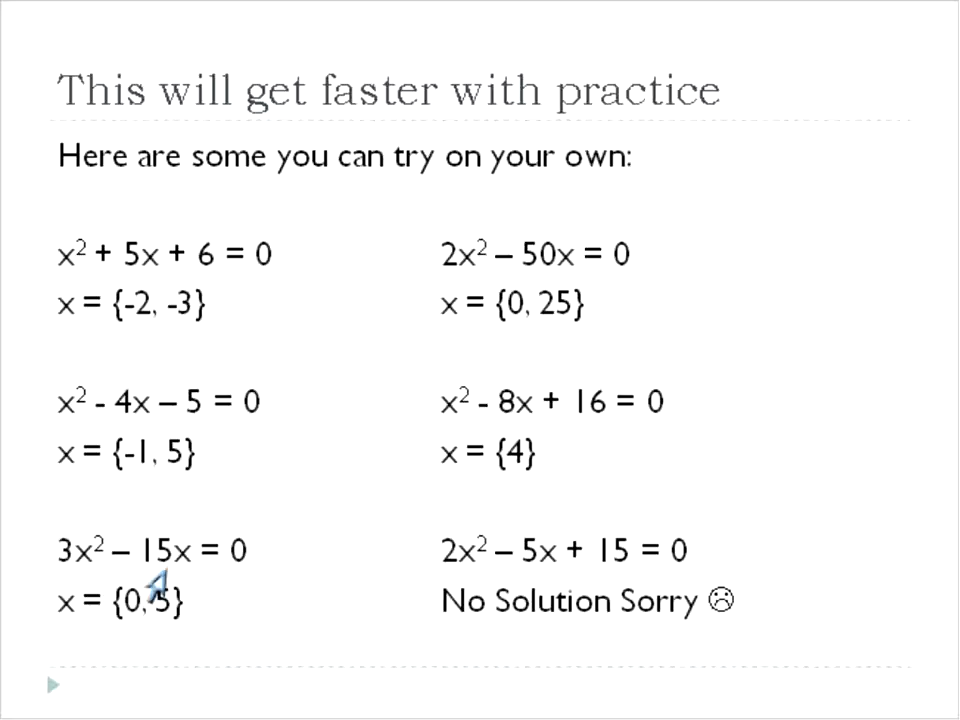 This will get faster with practice
Here are some you can try on your own:
x² + 5x + 6 = 0
x = {-2, -3}
x² - 4x – 5 = 0
x = {-1, 5}
3x² – 15x = 0
x = {0, 5}
2x² – 50x = 0
x = {0, 25}
x² - 8x + 16 = 0
x = {4}
2x² – 5x + 15 = 0
No Solution Sorry ☹